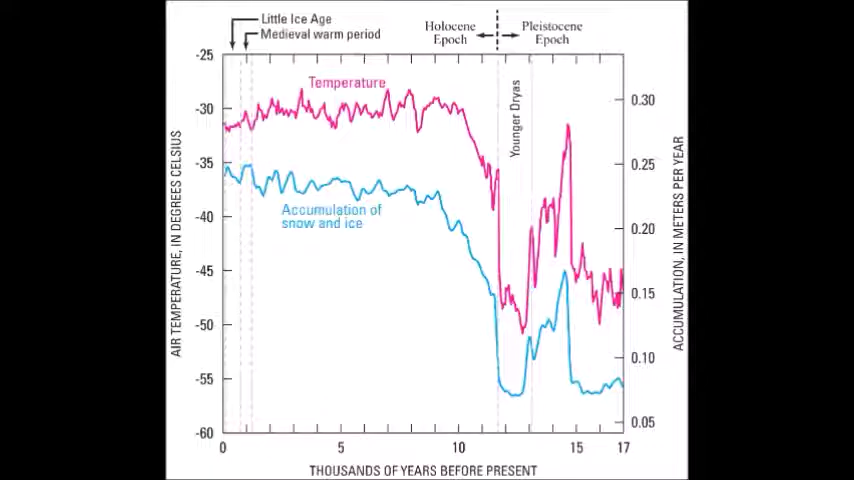 Little Ice Age
Medieval warm period
Holocene
Epoch
Pleistocene
Epoch
-25
-30
-35
-40
-45
-50
-55
-60
AIR TEMPERATURE, IN DEGREES CELSIUS
Temperature
Accumulation of
snow and ice
Younger Dryas
0.30
0.25
0.20
0.15
0.10
0.05
ACCUMULATION, IN METERS PER YEAR
0
5
10
15
17
THOUSANDS OF YEARS BEFORE PRESENT